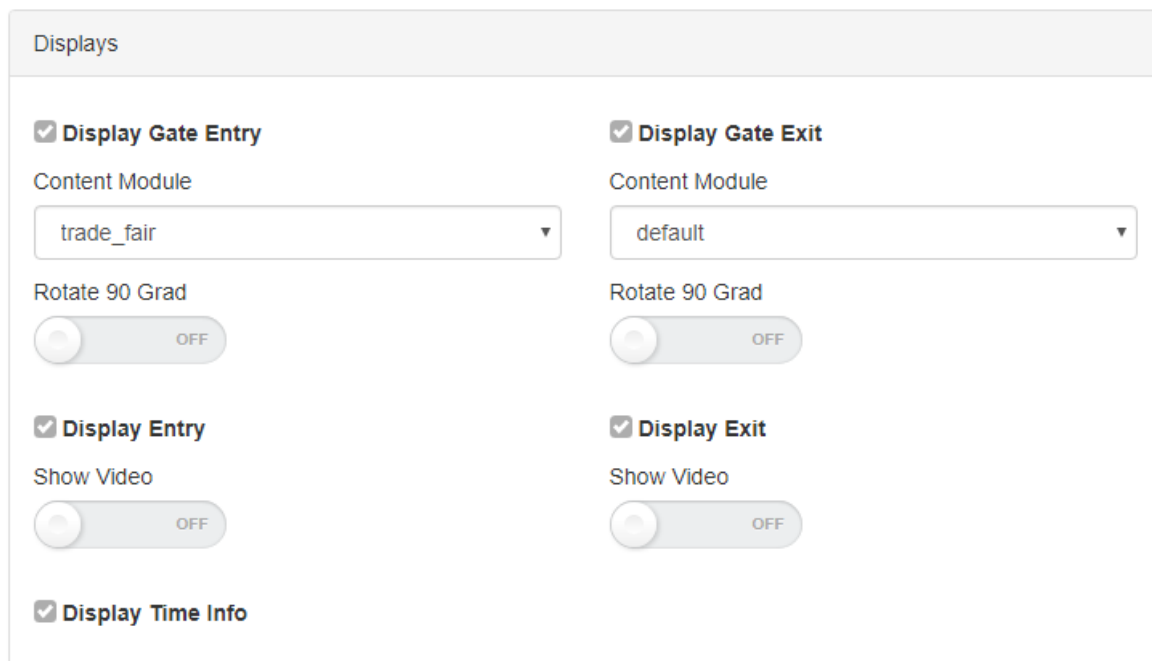 Displays
Display Gate Entry
Display Gate Exit
Content Module
Content Module
trade_fair
default
Rotate 90 Grad
Rotate 90 Grad
OFF
OFF
Display Entry
Display Exit
Show Video
Show Video
OFF
OFF
Display Time Info